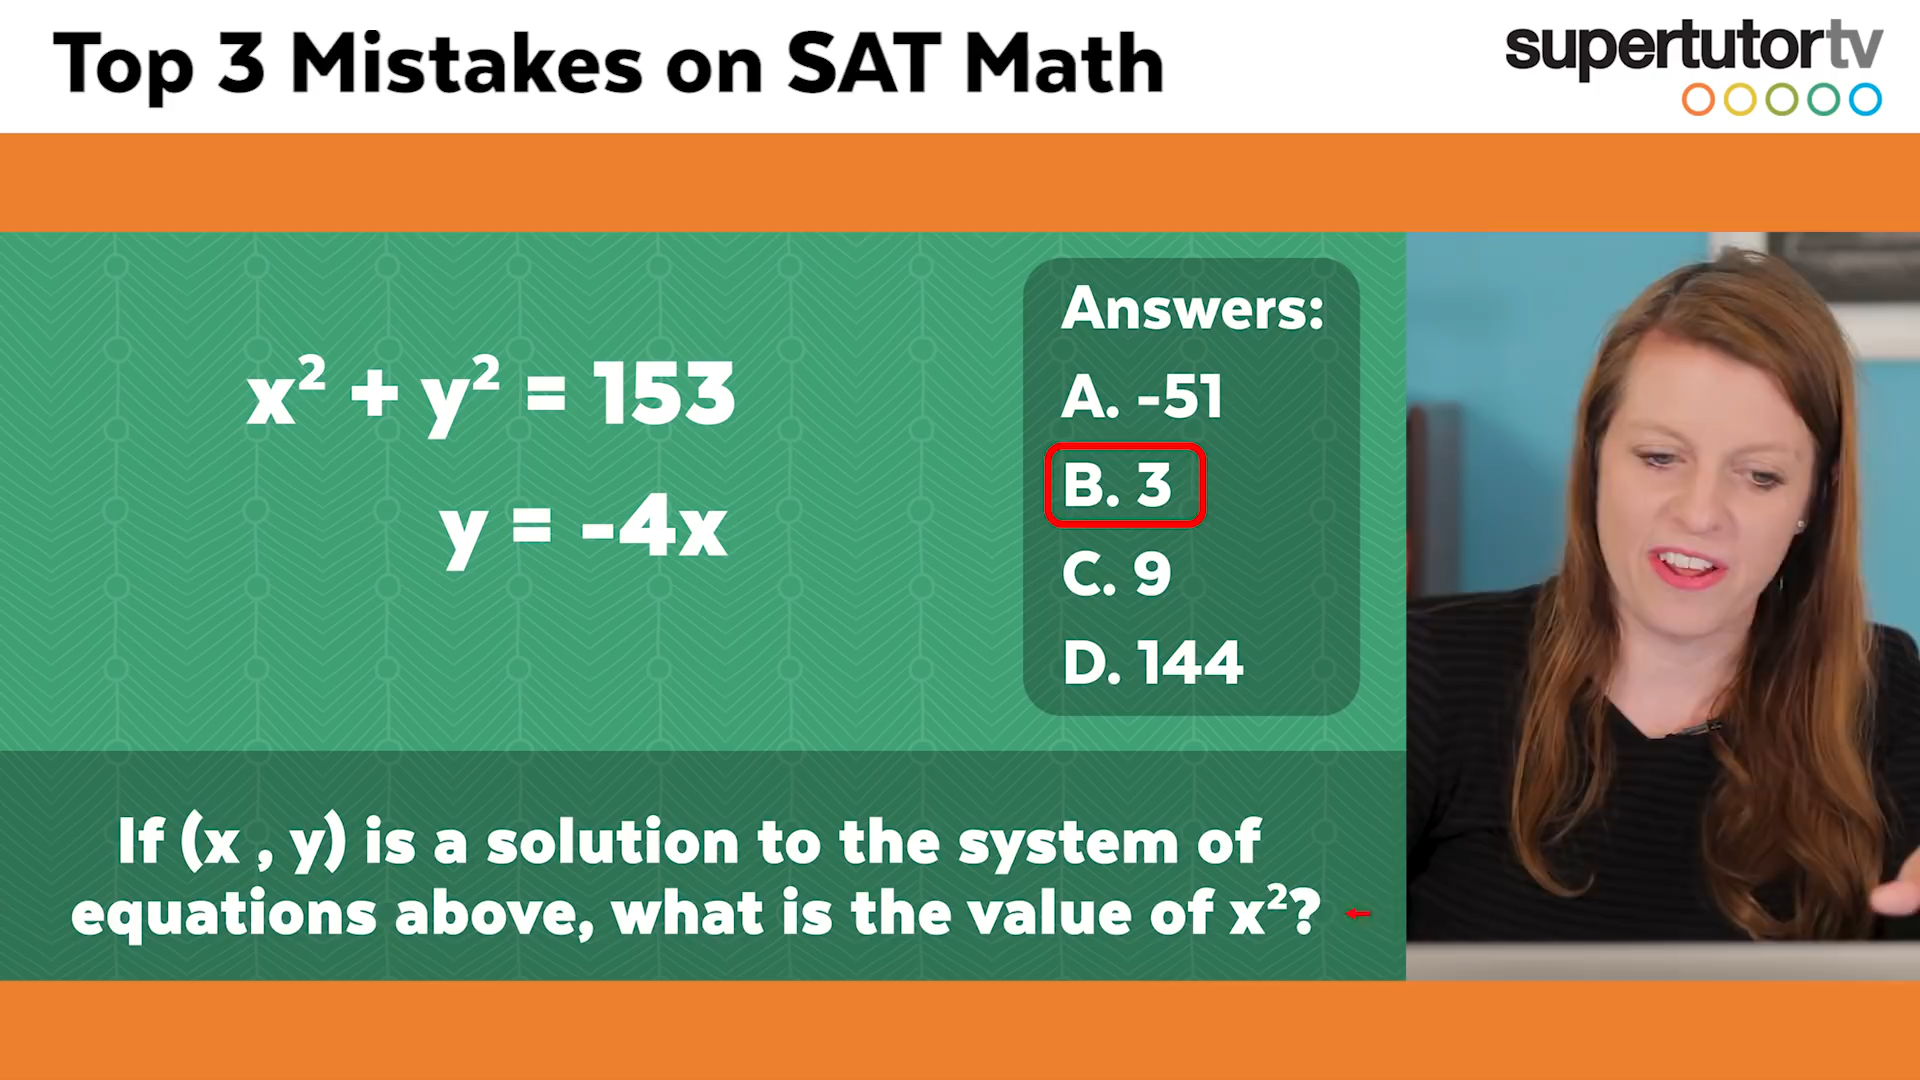 Top 3 Mistakes on SAT Math
supertutortv
x² + y² = 153
y = -4x
Answers:
A. -51
B. 3
C. 9
D. 144
If (x , y) is a solution to the system of
equations above, what is the value of x²?